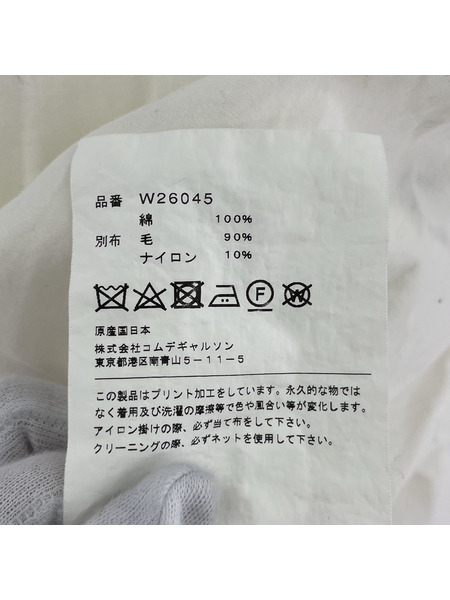 品番 W26045
綿 100%
別布 毛 90%
ナイロン 10%
F W
原産国日本
株式会社コムデギャルソン
東京都港区南青山5-11-5
この製品はプリント加工をしています。永久的な物では
なく着用及び洗濯の摩擦等で色や風合い等が変化します。
アイロン掛けの際、必ず当て布をして下さい。
クリーニングの際、必ずネットを使用して下さい。